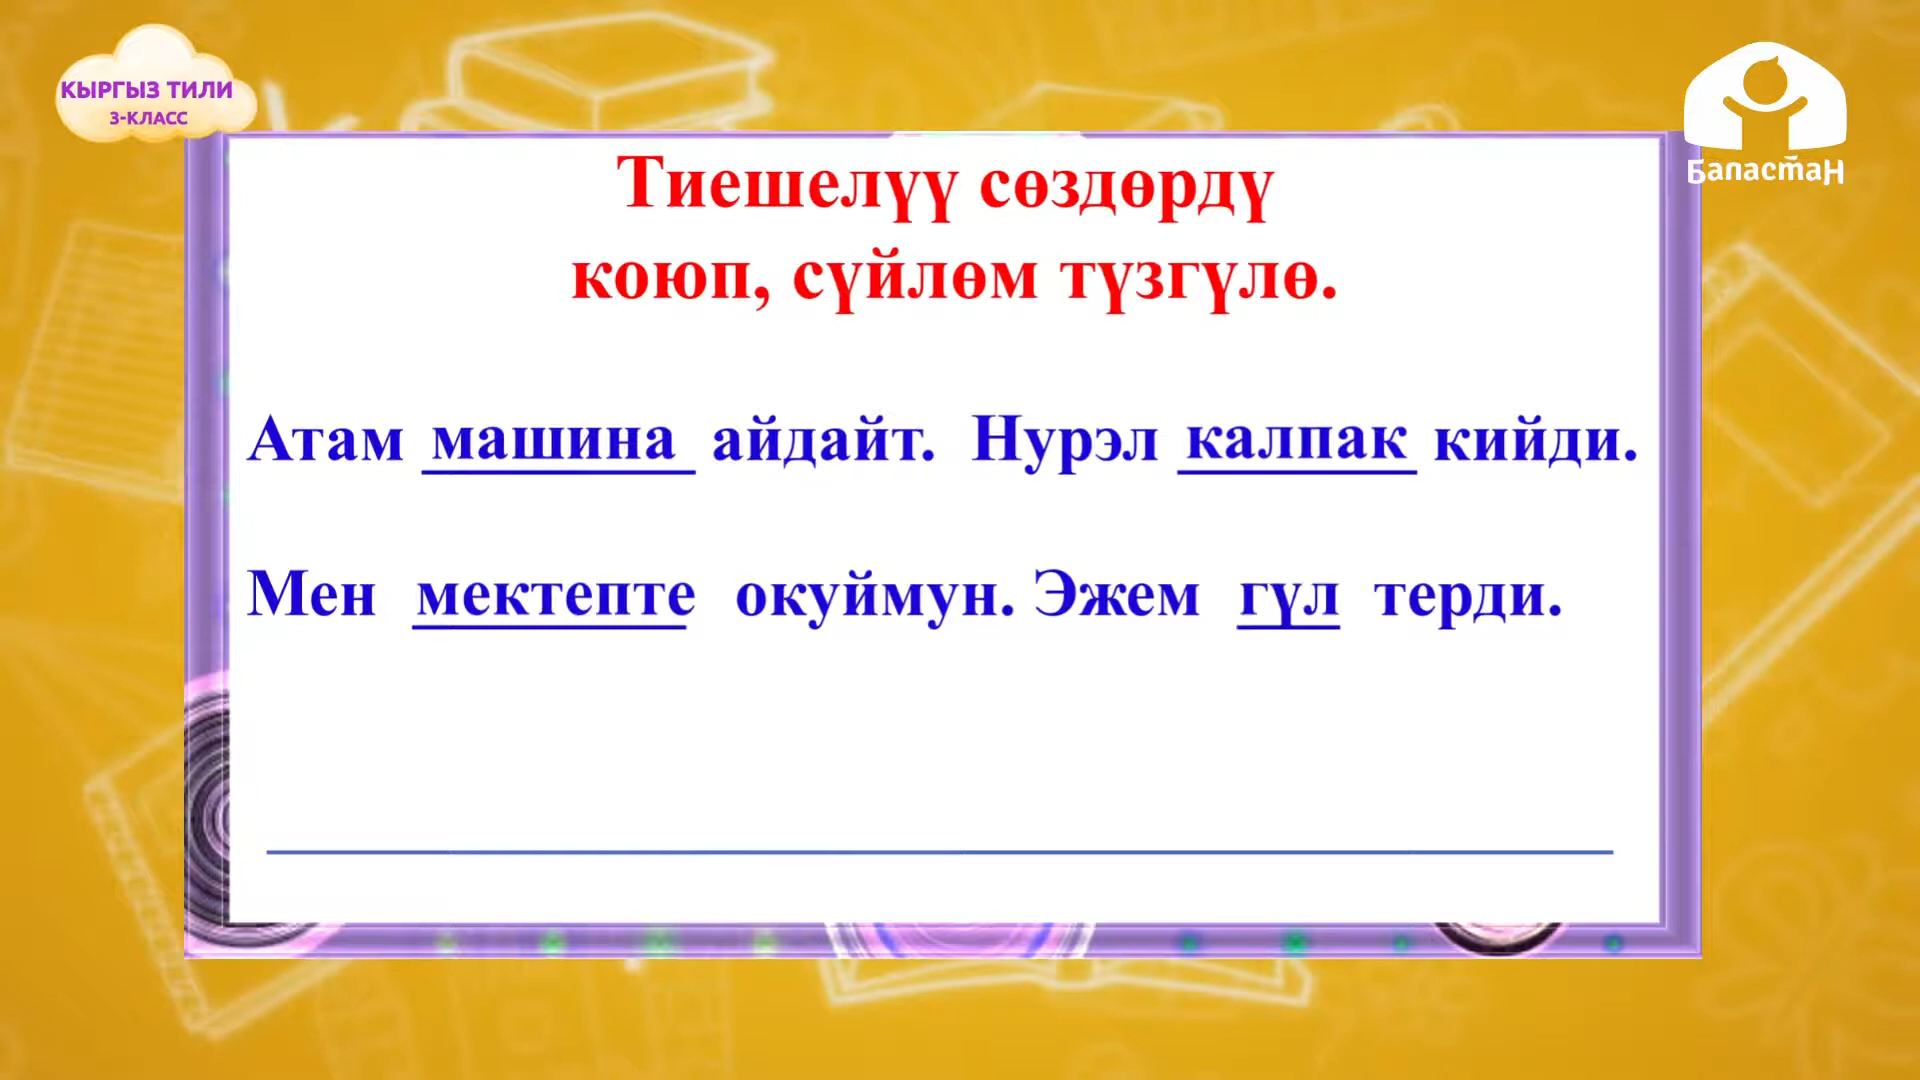 КЫРГЫЗ ТИЛИ
3-КЛАСС
Баластан
Тиешелүү сөздөрдү
коюп, сүйлөм түзгүлө.
Атам машина айдайт. Нурэл калпак кийди.
Мен мектепте окуймун. Эжем гүл терди.